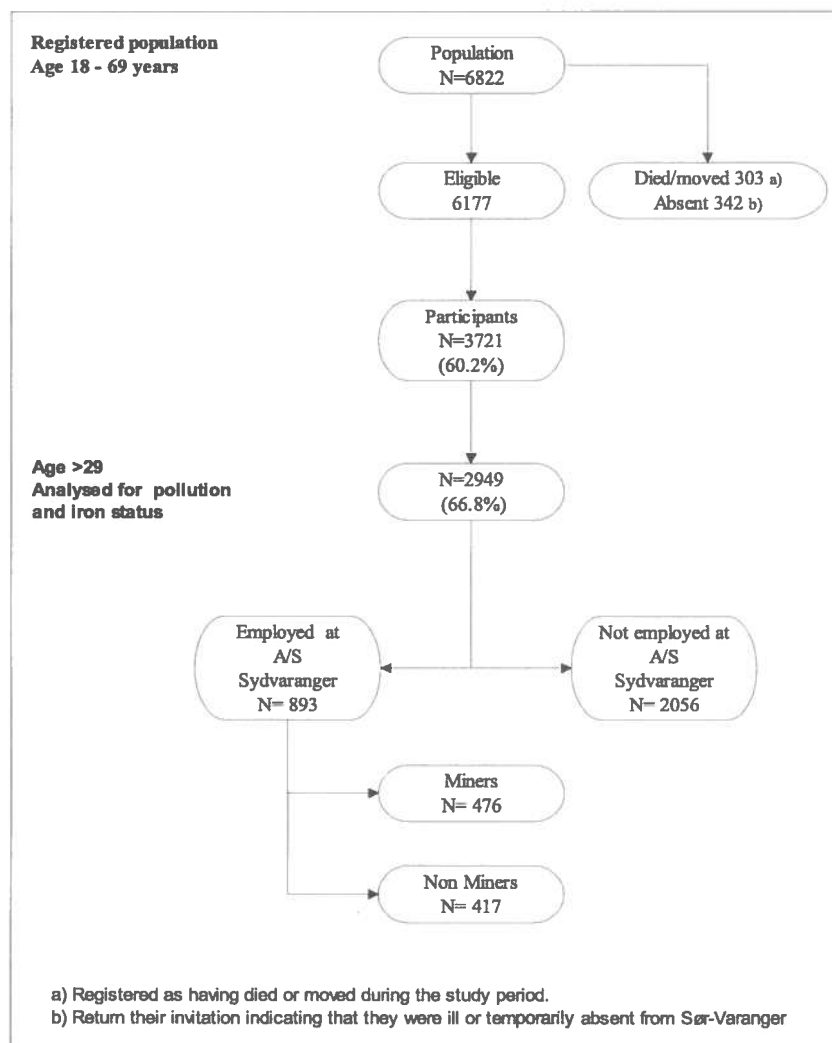 Registered population
Age 18 - 69 years
Population
N=6822
Eligible
6177
Died/moved 303 a)
Absent 342 b)
Participants
N=3721
(60.2%)
Age >29
Analysed for pollution
and iron status
N=2949
(66.8%)
Employed at
A/S
Sydvaranger
N= 893
Not employed at
A/S
Sydvaranger
N= 2056
Miners
N= 476
Non Miners
N= 417
a) Registered as having died or moved during the study period.
b) Return their invitation indicating that they were ill or temporarily absent from Sør-Varanger